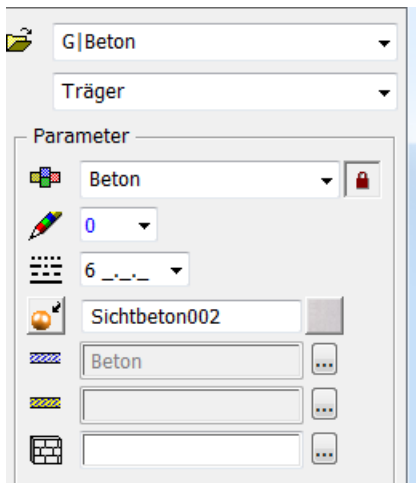 G|Beton
Träger
Parameter
Beton
0
6 _._._
Sichtbeton002
Beton
...
...
...